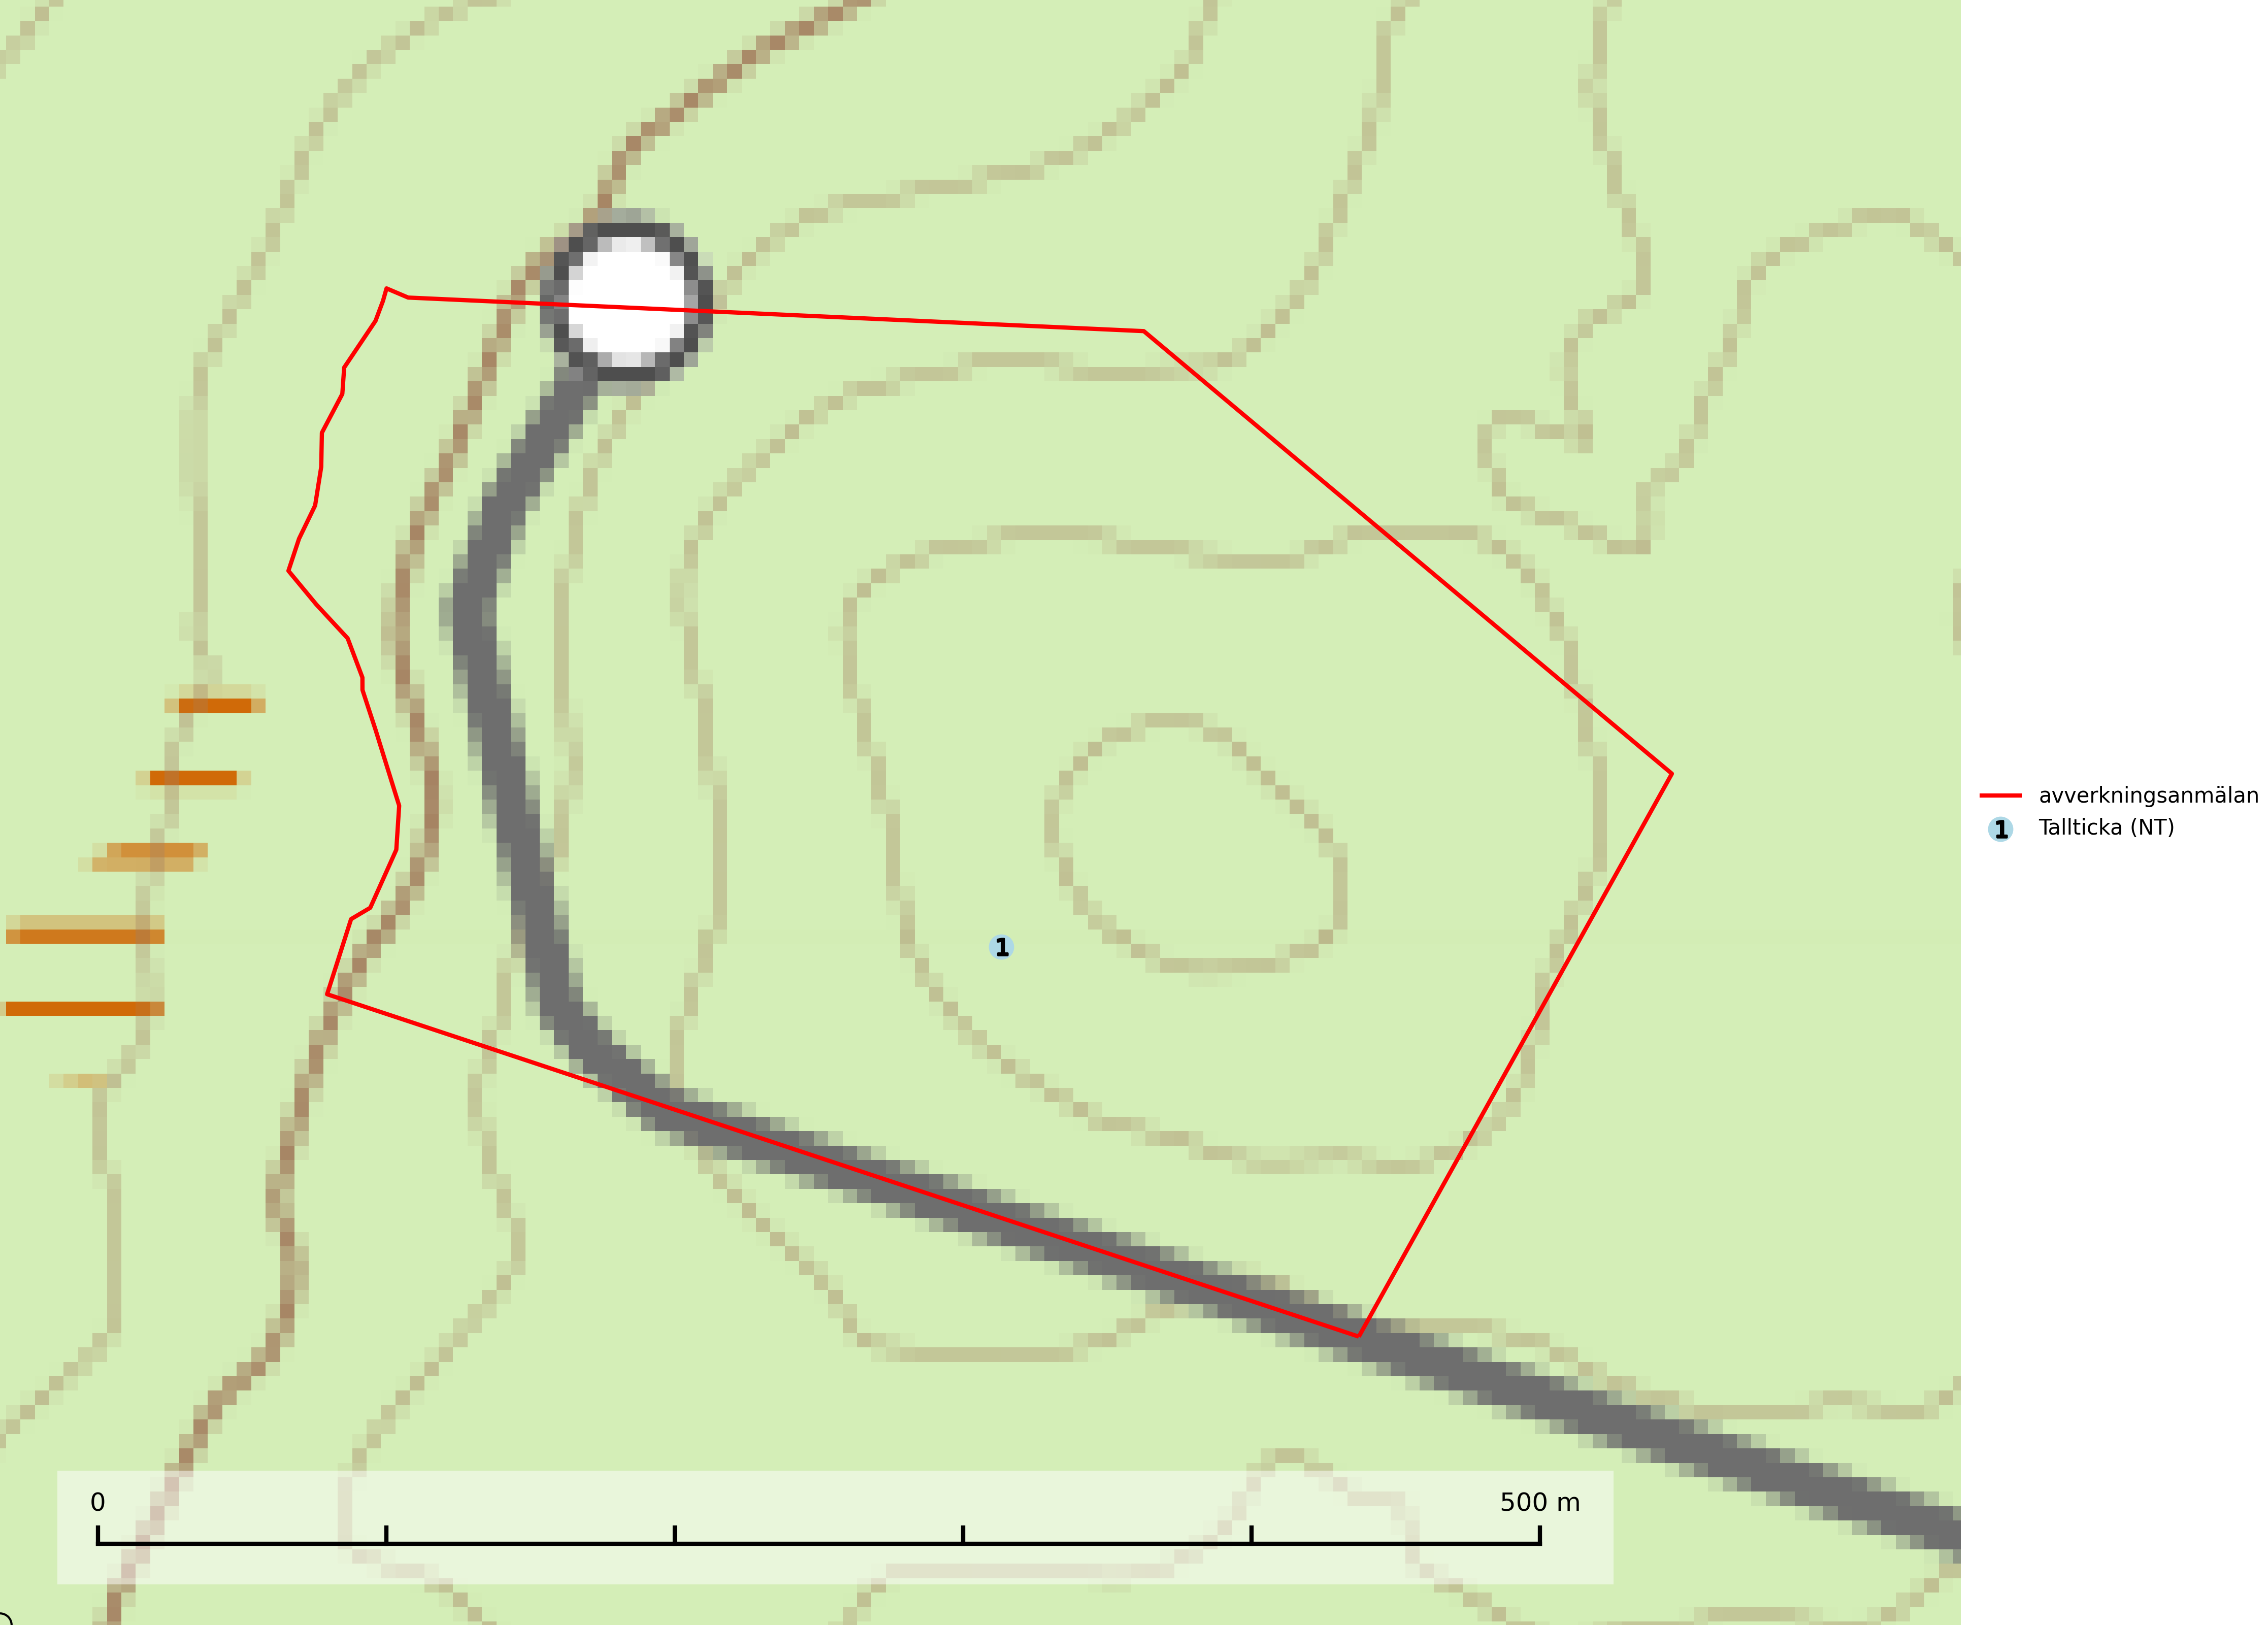 avverkningsanmälan
1 Tallticka (NT)
1
0 500 m